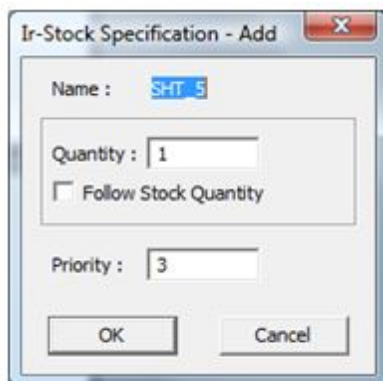 Ir-Stock Specification - Add
Name : SHT_5
Quantity : 1
Follow Stock Quantity
Priority : 3
OK Cancel